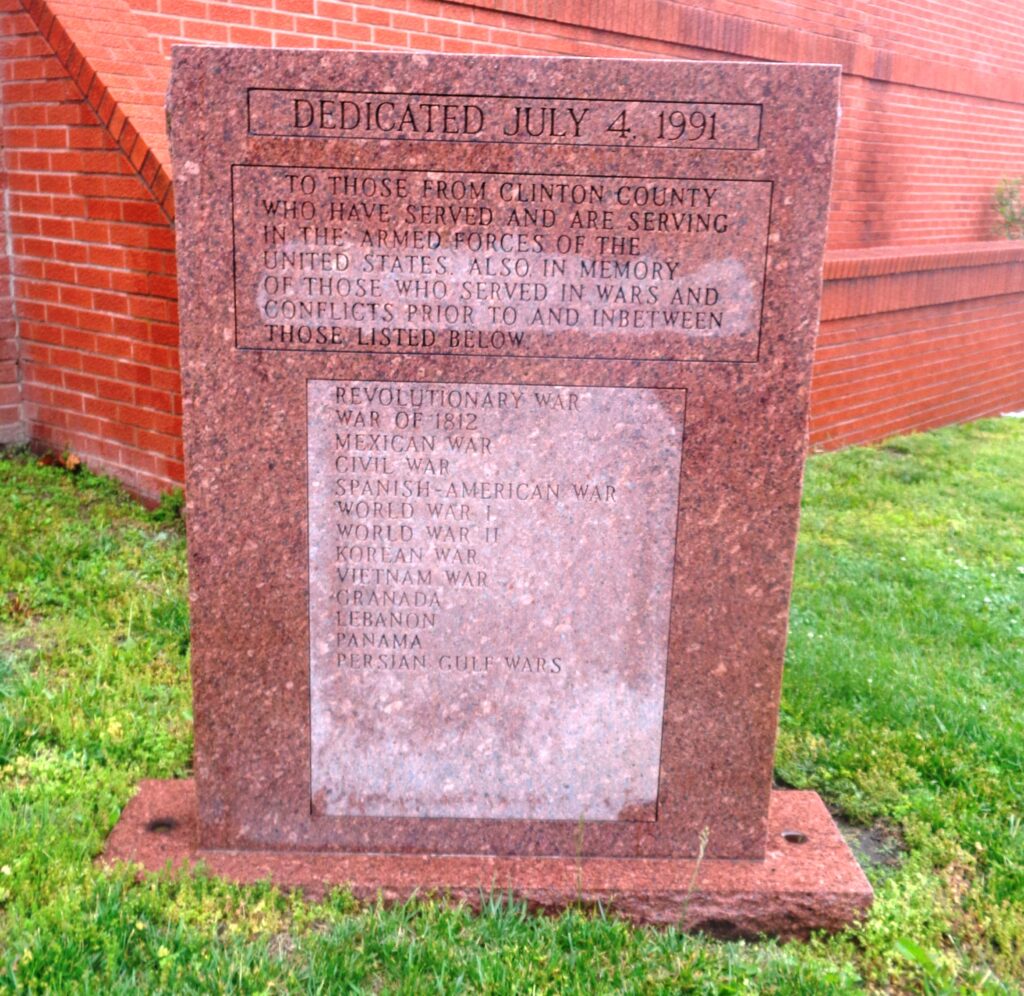 DEDICATED JULY 4, 1991
TO THOSE FROM CLINTON COUNTY
WHO HAVE SERVED AND ARE SERVING
IN THE ARMED FORCES OF THE
UNITED STATES. ALSO IN MEMORY
OF THOSE WHO SERVED IN WARS AND
CONFLICTS PRIOR TO AND INBETWEEN
THOSE LISTED BELOW.
REVOLUTIONARY WAR
WAR OF 1812
MEXICAN WAR
CIVIL WAR
SPANISH-AMERICAN WAR
WORLD WAR I
WORLD WAR II
KOREAN WAR
VIETNAM WAR
GRANADA
LEBANON
PANAMA
PERSIAN GULF WARS